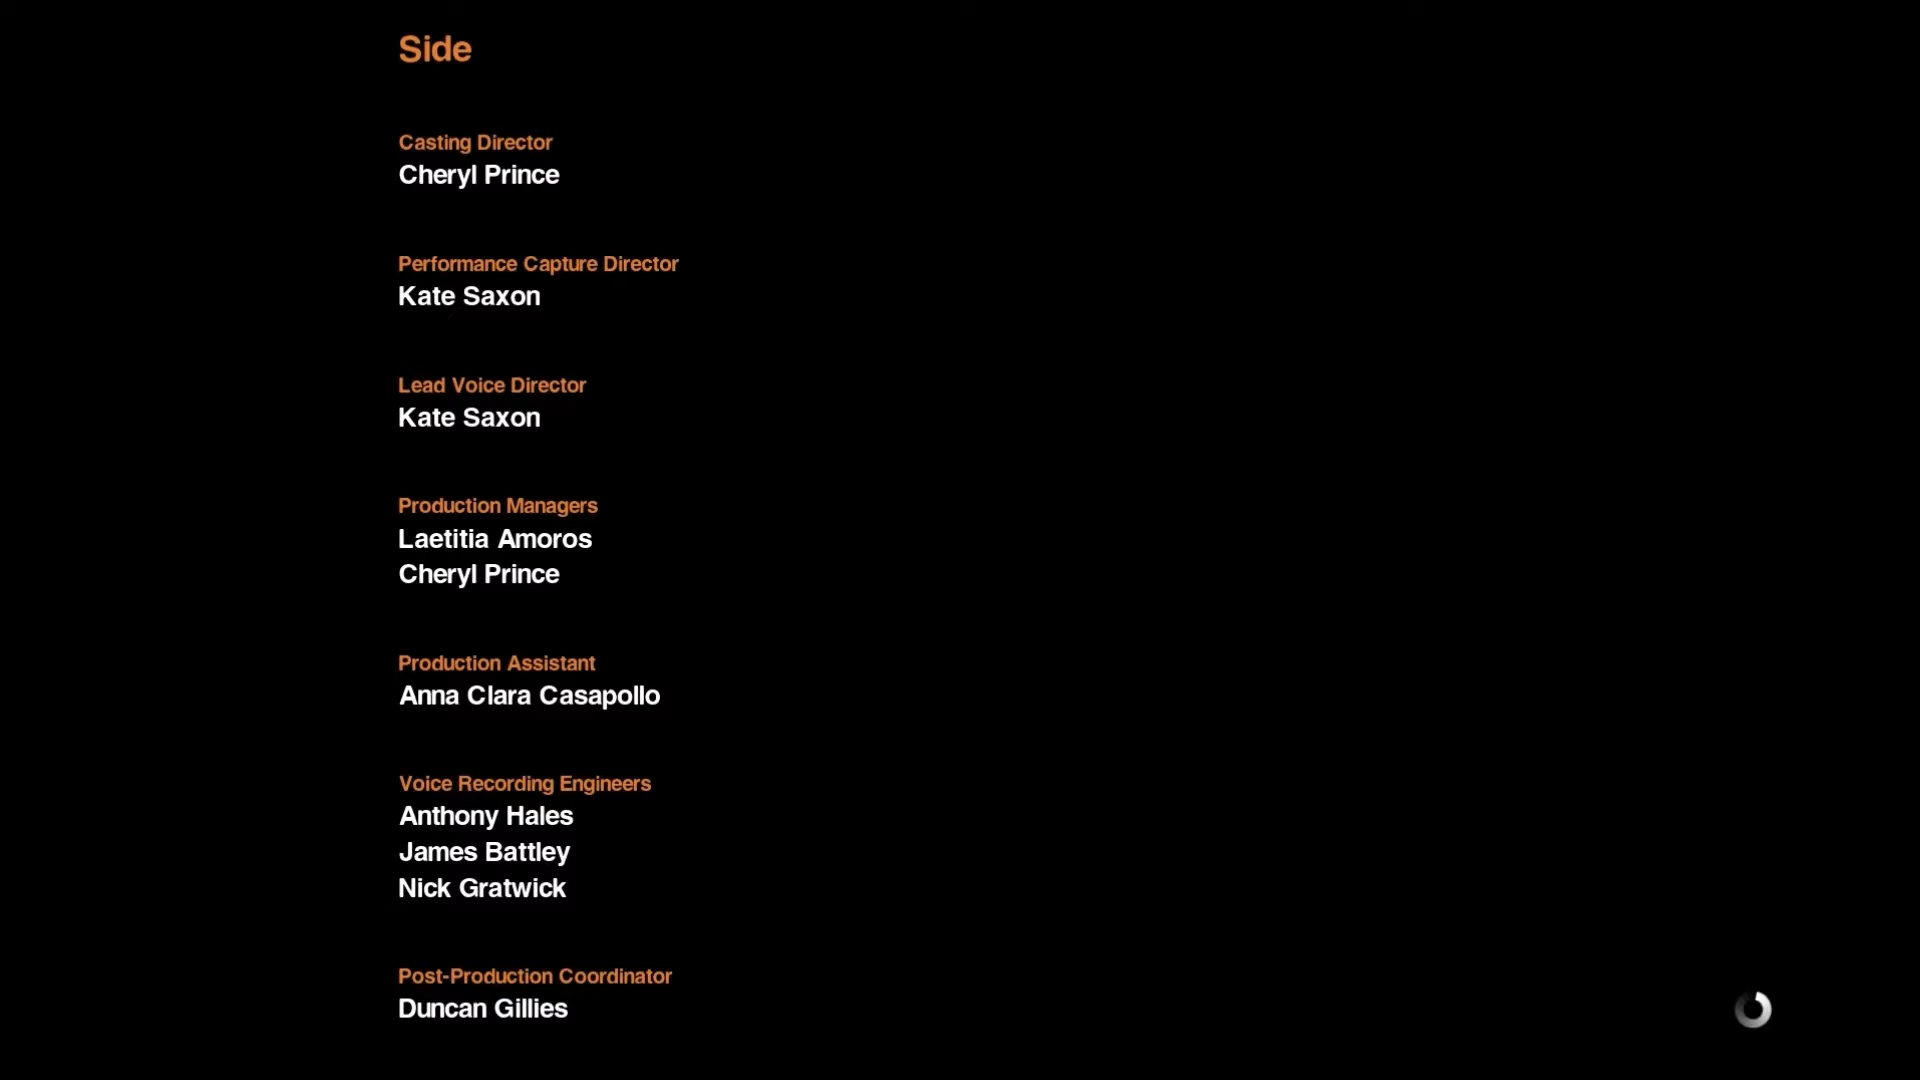 Side
Casting Director
Cheryl Prince
Performance Capture Director
Kate Saxon
Lead Voice Director
Kate Saxon
Production Managers
Laetitia Amoros
Cheryl Prince
Production Assistant
Anna Clara Casapollo
Voice Recording Engineers
Anthony Hales
James Battley
Nick Gratwick
Post-Production Coordinator
Duncan Gillies